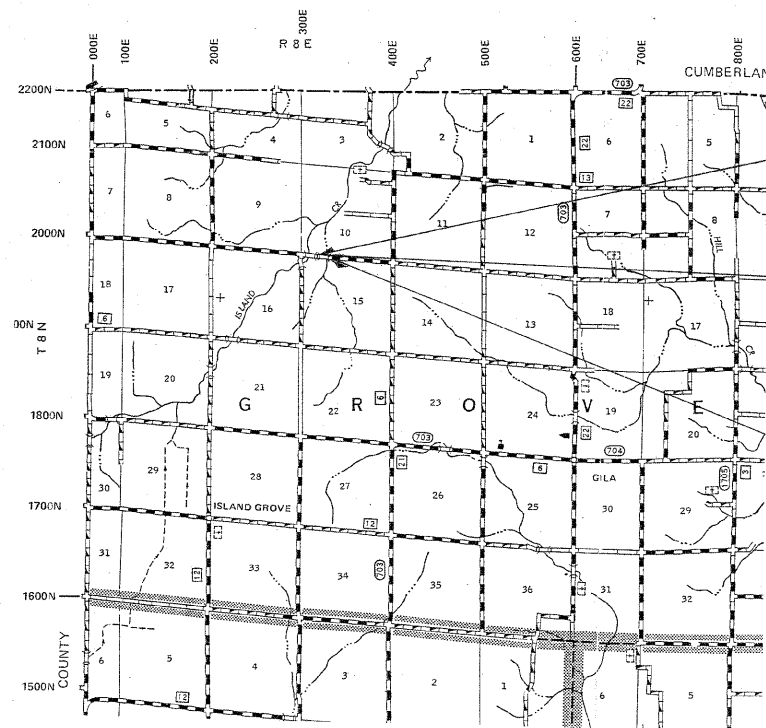 R 8 E
000E 100E 200E 300E 400E 500E 600E 700E 800E
CUMBERLAN
2200N
703
22
6 5 4 3 2 1 6 5
2100N
22
13
7 8 9 10 11 12 7 8
CR
703
HILL
2000N
18 17 16 15 14 13 18 17
ISLAND
6
00N
T 8 N
CR
19 20 21 22 23 24 19 20
6
G R O V E
1800N
703
22
704
21
6
GILA
1705
3
30 29 28 27 26 25 30 29
1700N
ISLAND GROVE
12
31 32 33 34 35 36 31 32
12
703
1600N
COUNTY
6 5 4 3 2 1 6 5
1500N
12